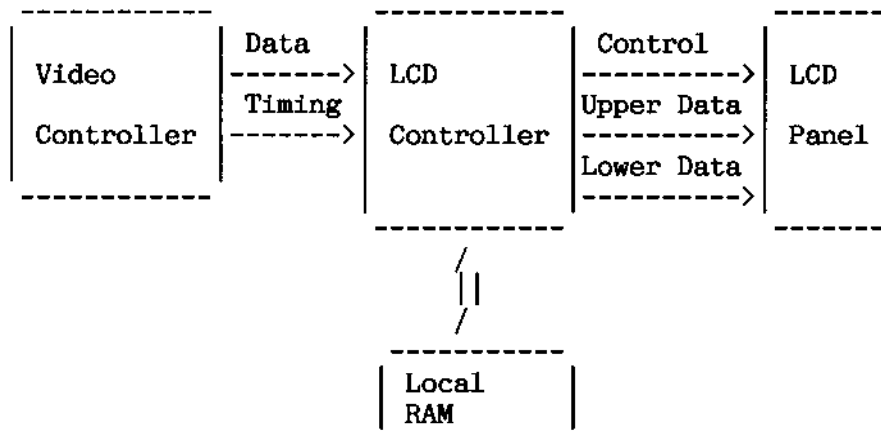 Data
Control
Video
LCD
LCD
Timing
Upper Data
Controller
Controller
Panel
Lower Data
Local
RAM